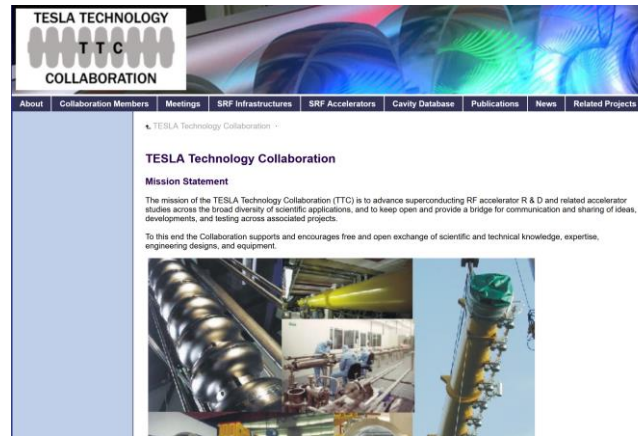 TESLA TECHNOLOGY
T T C
COLLABORATION
About Collaboration Members Meetings SRF Infrastructures SRF Accelerators Cavity Database Publications News Related Projects
TESLA Technology Collaboration -
TESLA Technology Collaboration
Mission Statement
The mission of the TESLA Technology Collaboration (TTC) is to advance superconducting RF accelerator R & D and related accelerator
studies across the broad diversity of scientific applications, and to keep open and provide a bridge for communication and sharing of ideas,
developments, and testing across associated projects.
To this end the Collaboration supports and encourages free and open exchange of scientific and technical knowledge, expertise,
engineering designs, and equipment.